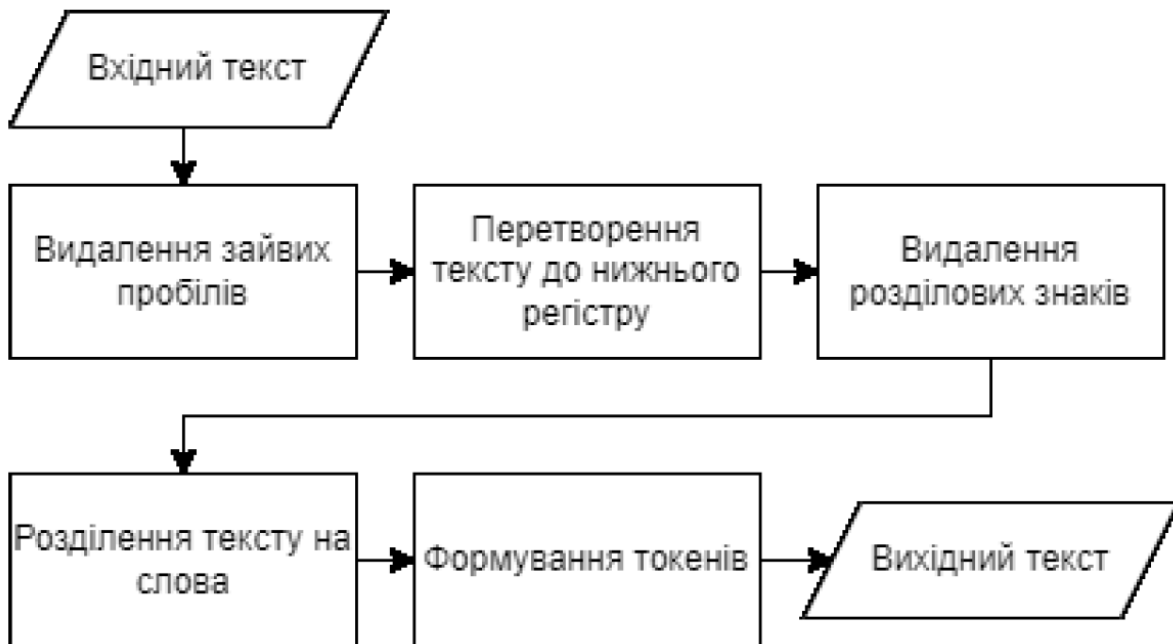 Вхідний текст
Видалення зайвих
пробілів
Перетворення
тексту до нижнього
регістру
Видалення
розділових знаків
Розділення тексту на
слова
Формування токенів
Вихідний текст